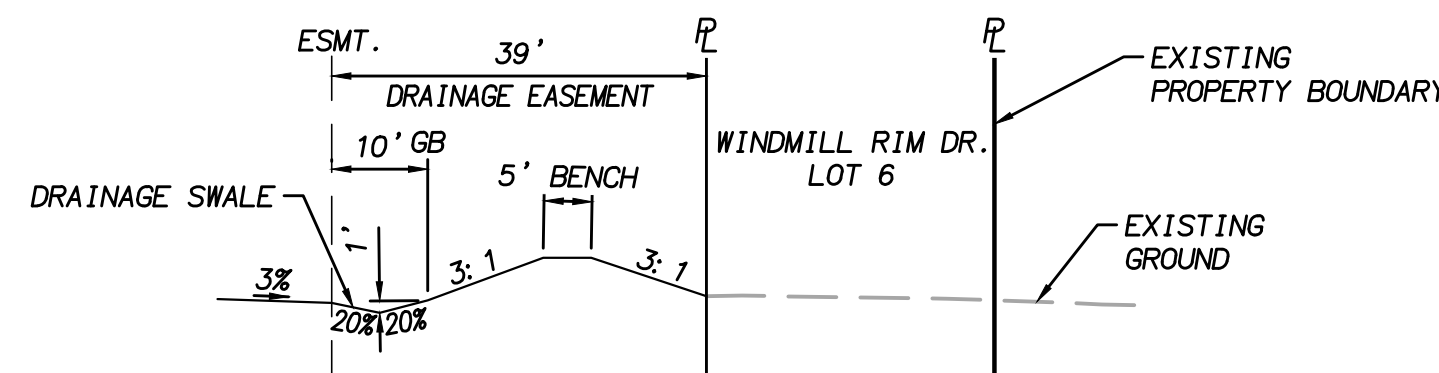 ESMT.
39'
PL
PL
EXISTING
PROPERTY BOUNDARY
DRAINAGE EASEMENT
10' GB
WINDMILL RIM DR.
LOT 6
5' BENCH
DRAINAGE SWALE
1'
3:1
3:1
EXISTING
GROUND
3%
20%
20%